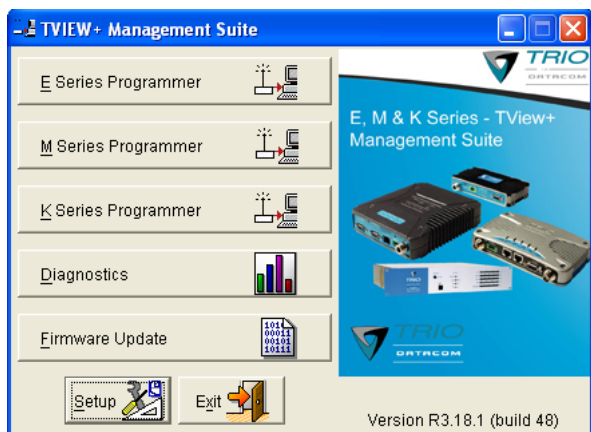 TVIEW+ Management Suite
E Series Programmer
M Series Programmer
K Series Programmer
Diagnostics
Firmware Update
Setup
Exit
TRIO
DATACOM
E, M & K Series - TView+
Management Suite
TRIO
DATACOM
Version R3.18.1 (build 48)